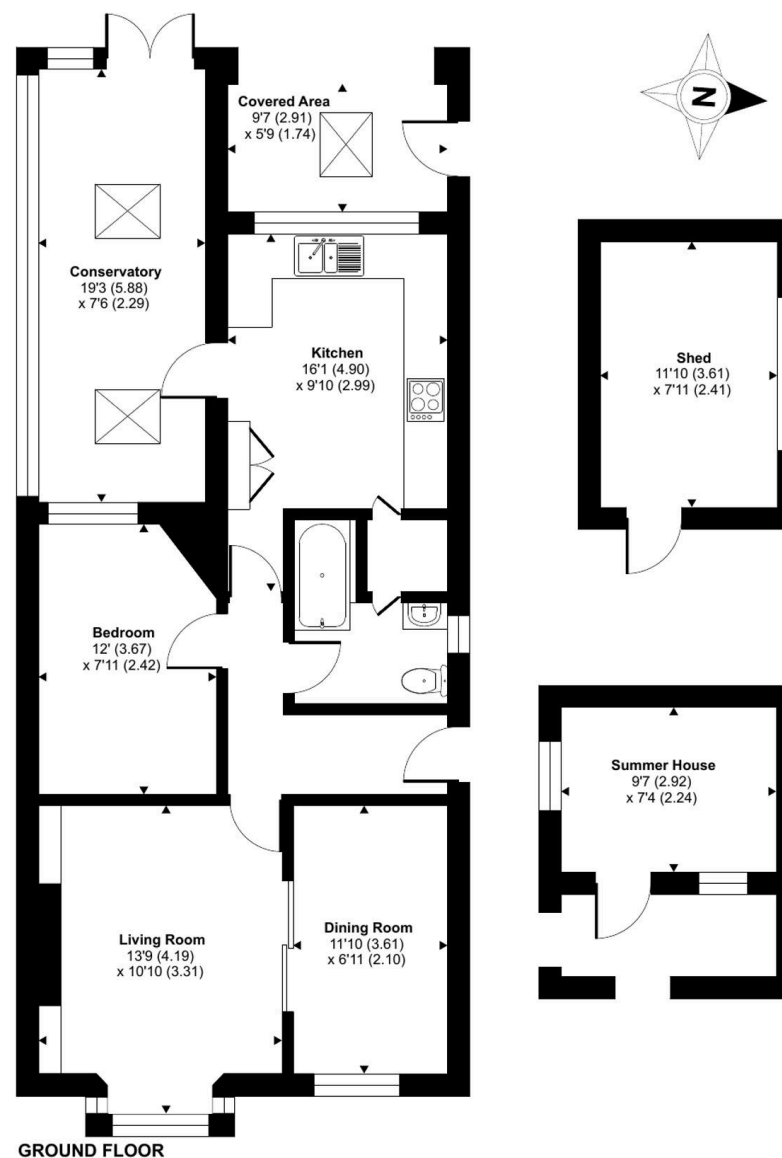 Covered Area
9'7 (2.91)
x 5'9 (1.74)
N
Conservatory
19'3 (5.88)
x 7'6 (2.29)
Kitchen
16'1 (4.90)
x 9'10 (2.99)
Shed
11'10 (3.61)
x 7'11 (2.41)
Bedroom
12' (3.67)
x 7'11 (2.42)
Summer House
9'7 (2.92)
x 7'4 (2.24)
Living Room
13'9 (4.19)
x 10'10 (3.31)
Dining Room
11'10 (3.61)
x 6'11 (2.10)
GROUND FLOOR